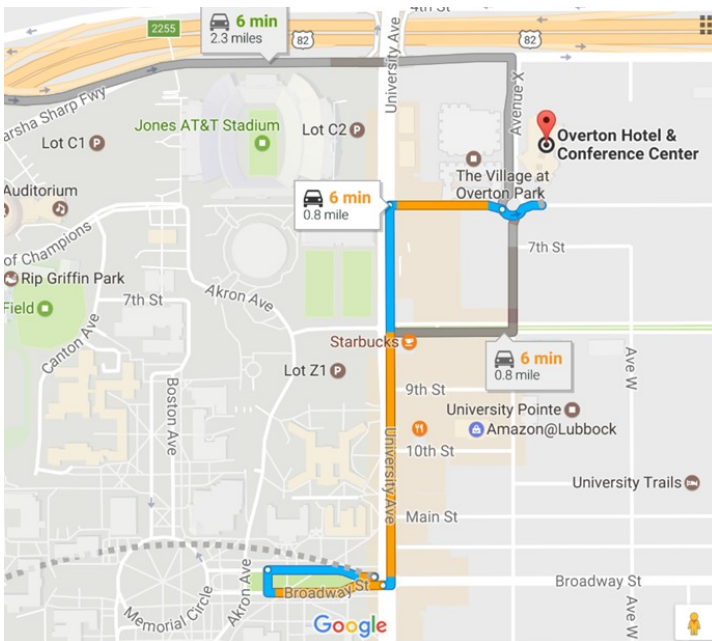 4th St
2255
6 min
2.3 miles
82
82
University Ave
Avenue X
arsha Sharp Fwy
Jones AT&T Stadium
Lot C1
Lot C2
Overton Hotel &
Conference Center
The Village at
Overton Park
Auditorium
6 min
0.8 mile
of Champions
7th St
Rip Griffin Park
Akron Ave
7th St
Field
Canton Ave
Starbucks
6 min
0.8 mile
Ave W
Lot Z1
Boston Ave
9th St
University Pointe
Amazon@Lubbock
10th St
University Ave
University Trails
Main St
Akron Ave
Broadway St
Broadway St
Memorial Circle
Google
Ave W